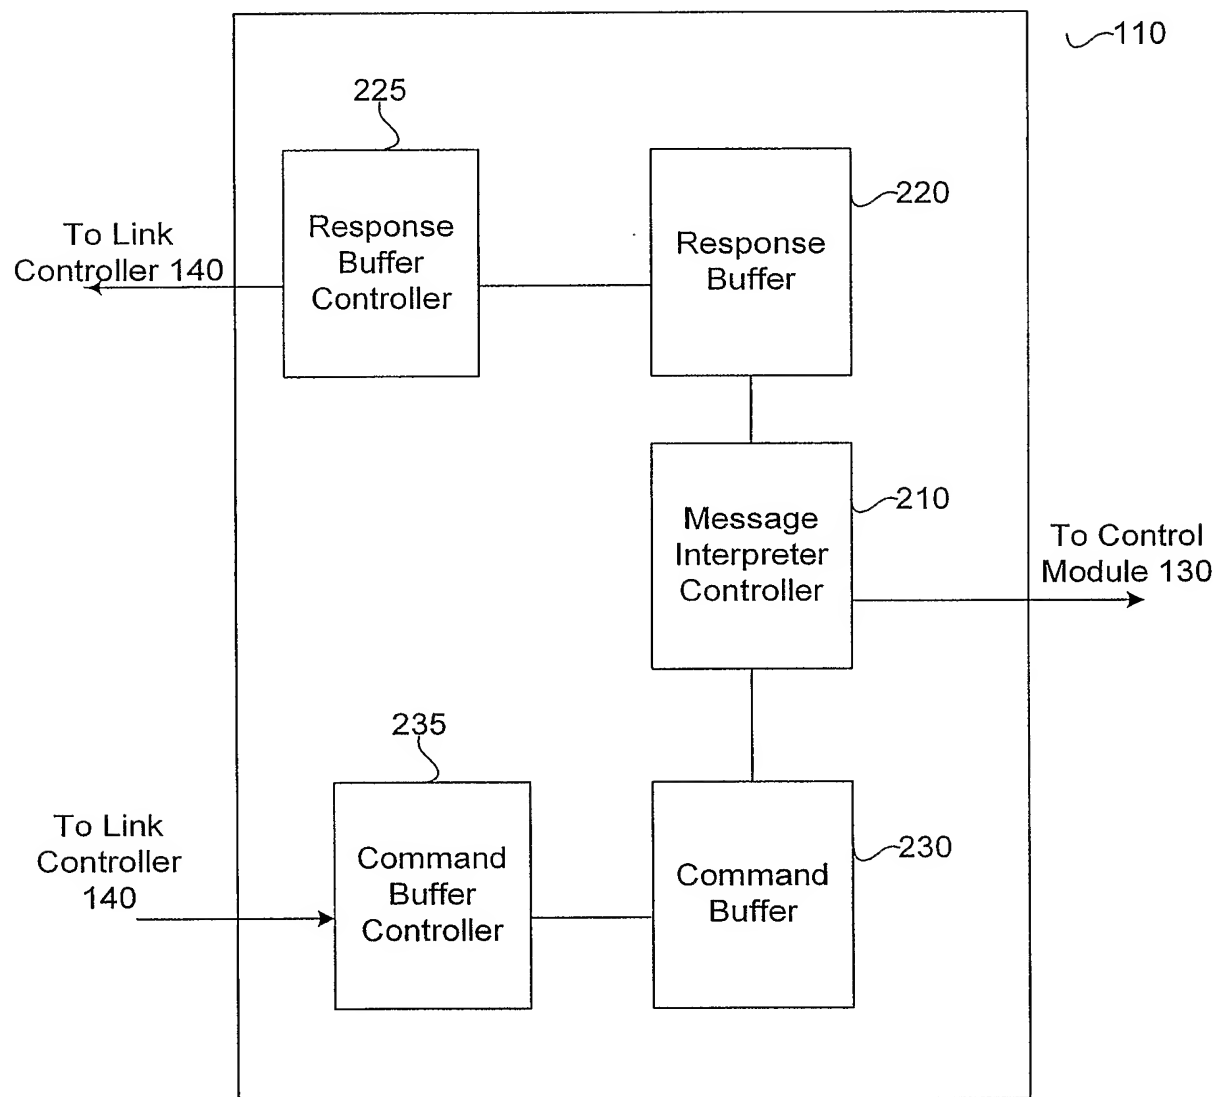 110
225
220
To Link
Controller 140
Response
Buffer
Controller
Response
Buffer
210
Message
Interpreter
Controller
To Control
Module 130
235
To Link
Controller
140
Command
Buffer
Controller
230
Command
Buffer